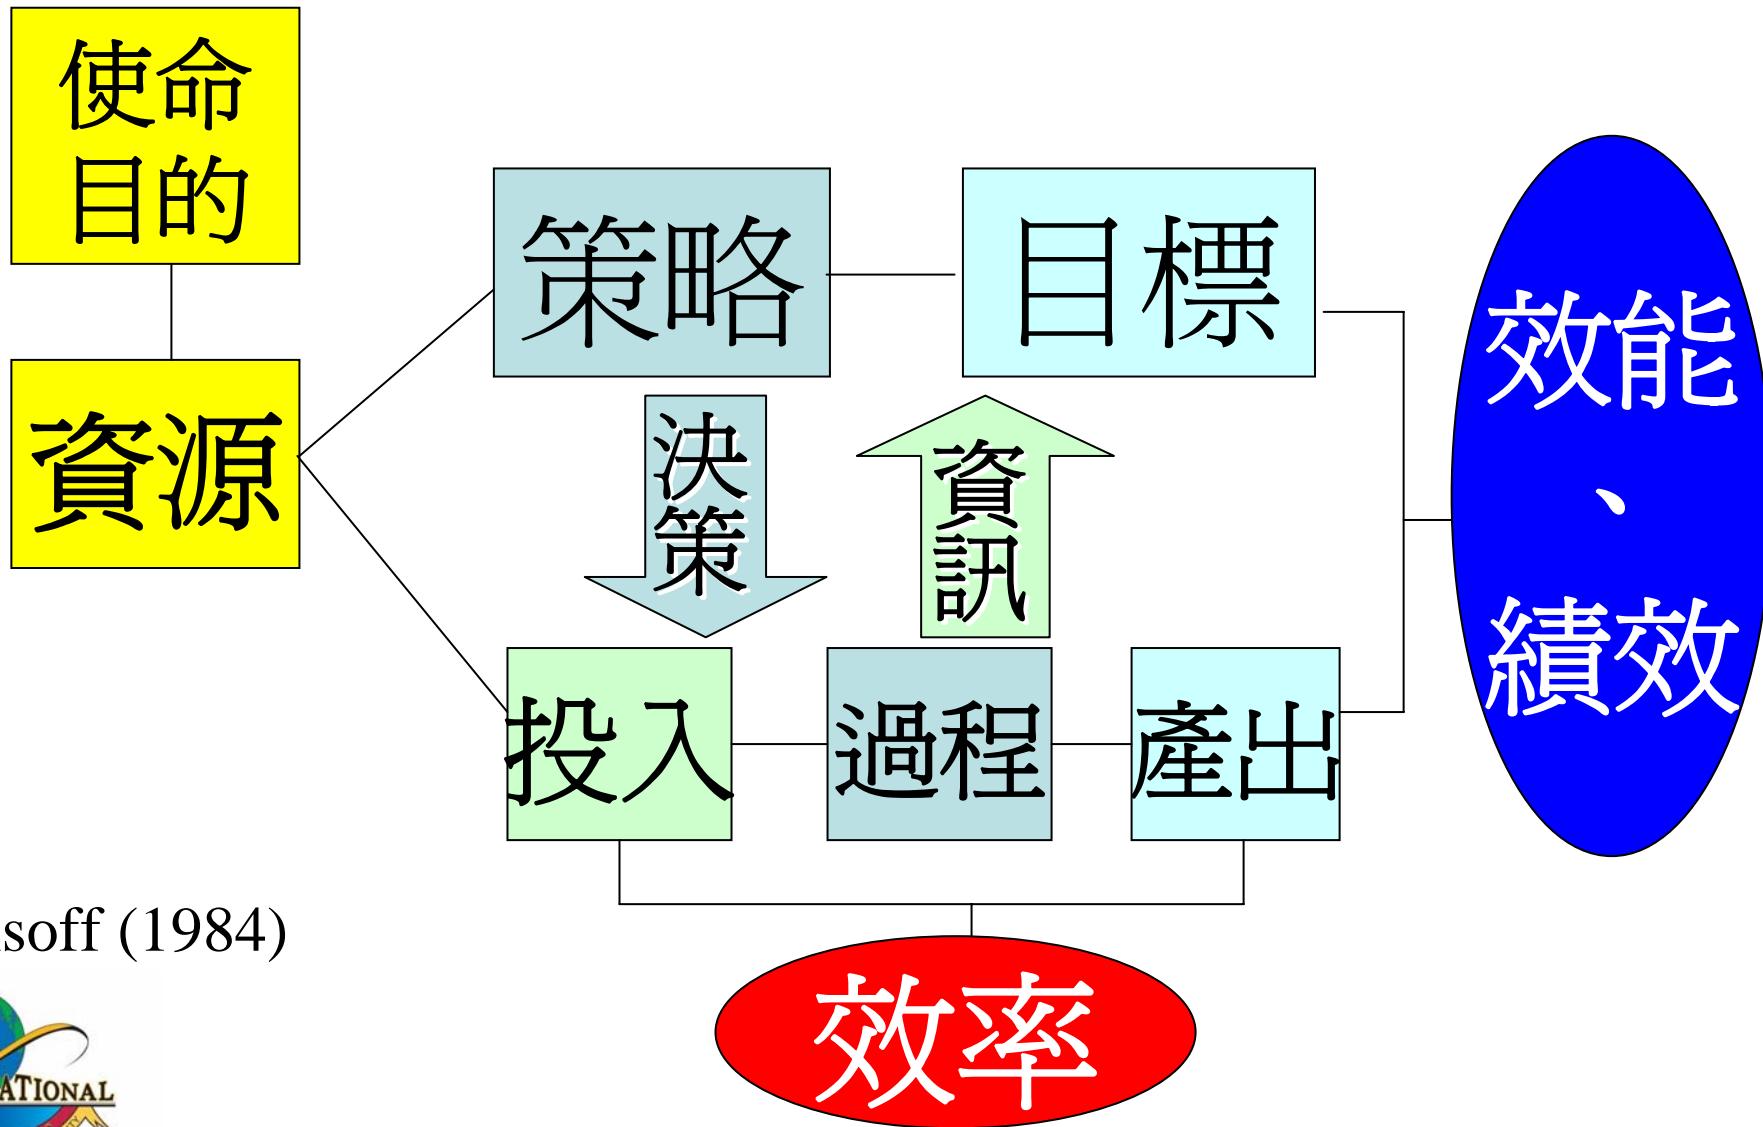 使命
目的
資源
策略
目標
決
策
資
訊
投入
過程
產出
效能
、
績效
soff (1984)
效率
ATIONAL